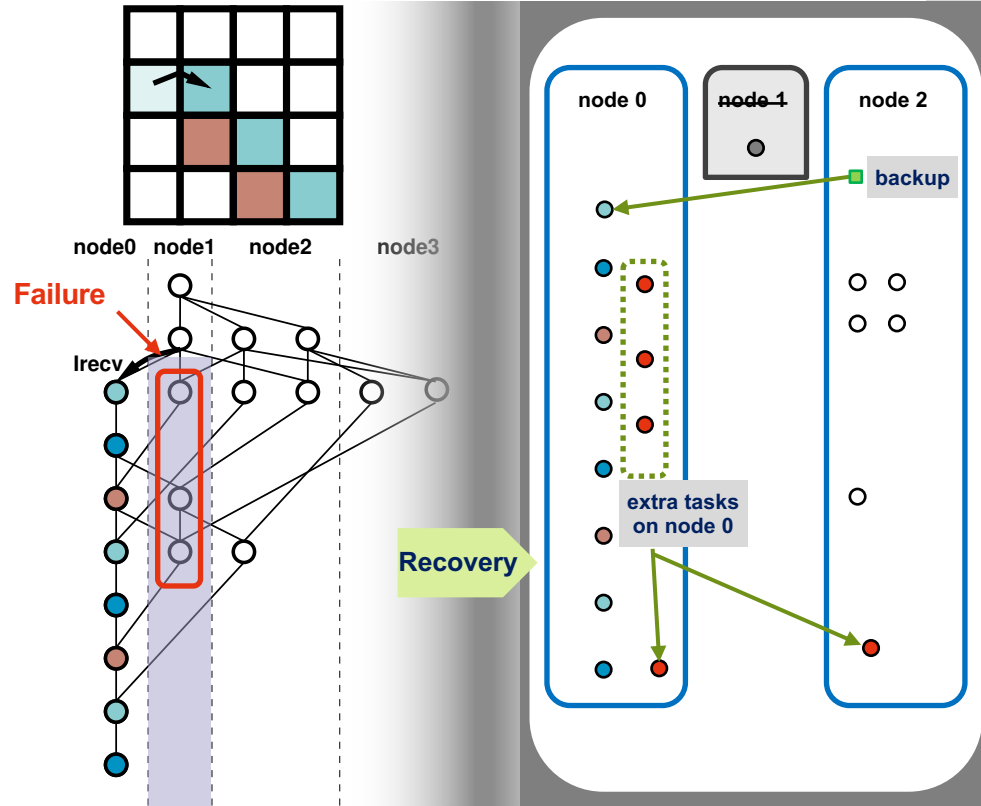 node0 node1 node2 node3
Failure
Irecv
Recovery
node 0
node 1
node 2
backup
extra tasks
on node 0